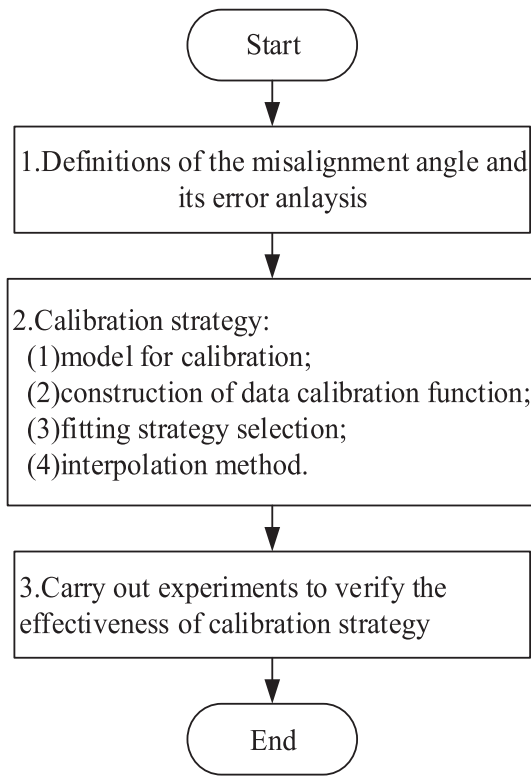 Start
1.Definitions of the misalignment angle and
its error anlaysis
2.Calibration strategy:
(1)model for calibration;
(2)construction of data calibration function;
(3)fitting strategy selection;
(4)interpolation method.
3.Carry out experiments to verify the
effectiveness of calibration strategy
End